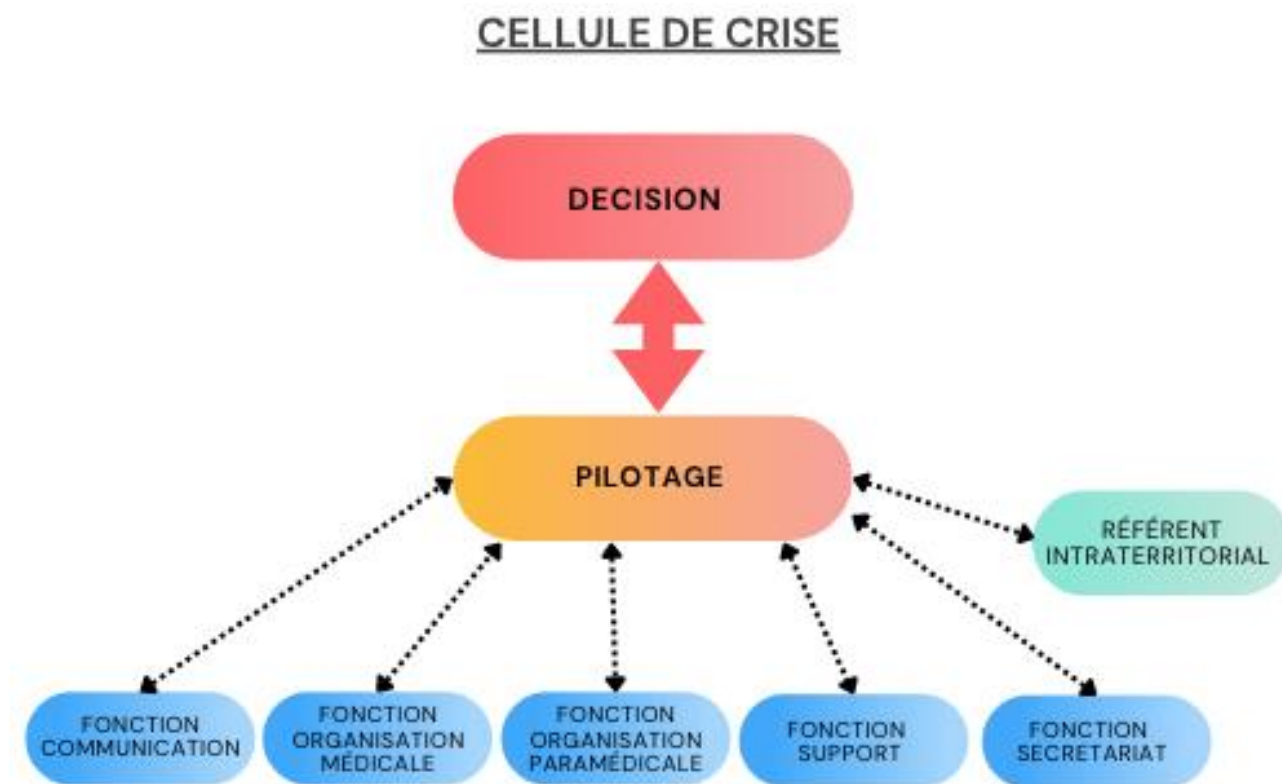 CELLULE DE CRISE
DECISION
PILOTAGE
RÉFÉRENT
INTRATERRITORIAL
FONCTION
COMMUNICATION
FONCTION
ORGANISATION
MÉDICALE
FONCTION
ORGANISATION
PARAMÉDICALE
FONCTION
SUPPORT
FONCTION
SECRETARIAT